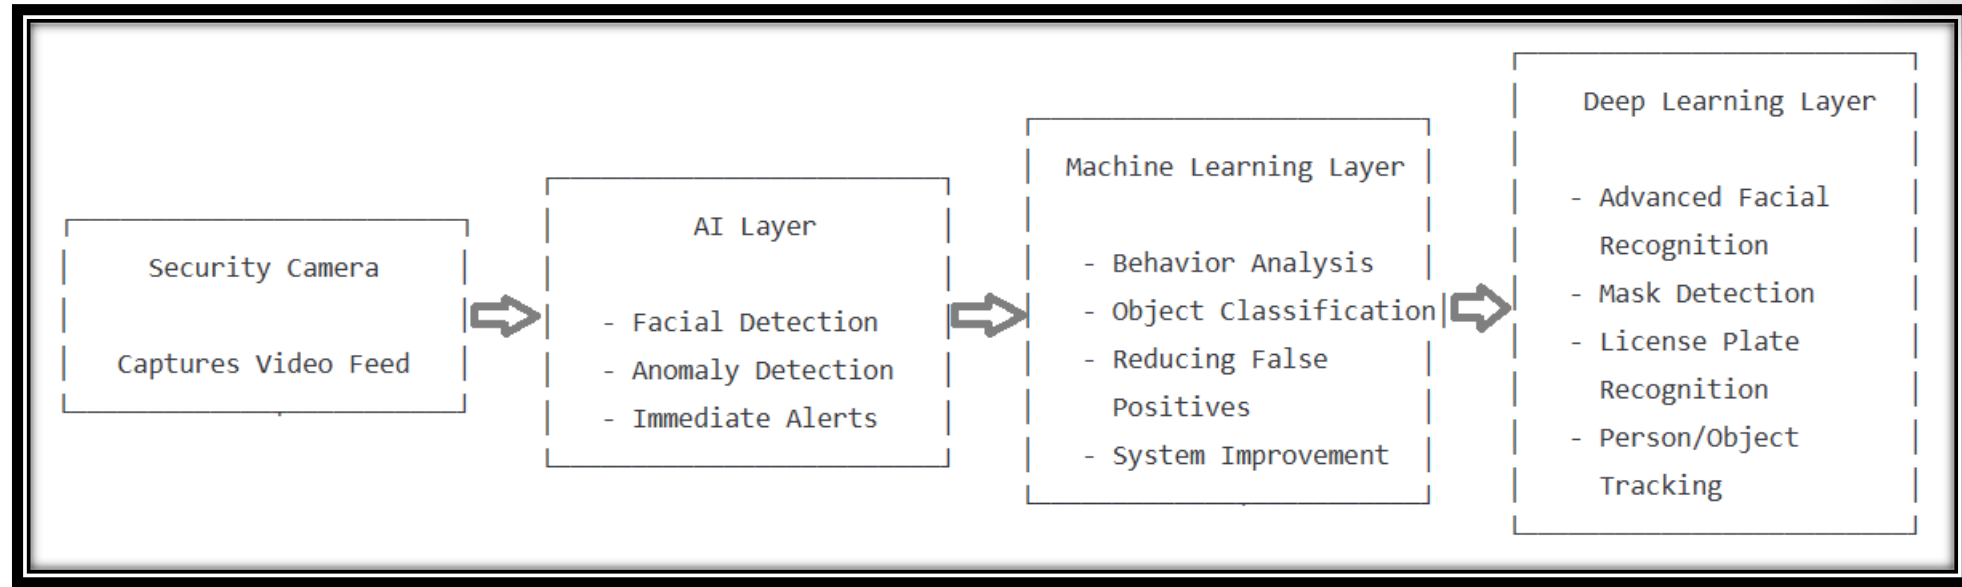 Security Camera
Captures Video Feed
AI Layer
- Facial Detection
- Anomaly Detection
- Immediate Alerts
Machine Learning Layer
- Behavior Analysis
- Object Classification
- Reducing False
Positives
- System Improvement
Deep Learning Layer
- Advanced Facial
Recognition
- Mask Detection
- License Plate
Recognition
- Person/Object
Tracking